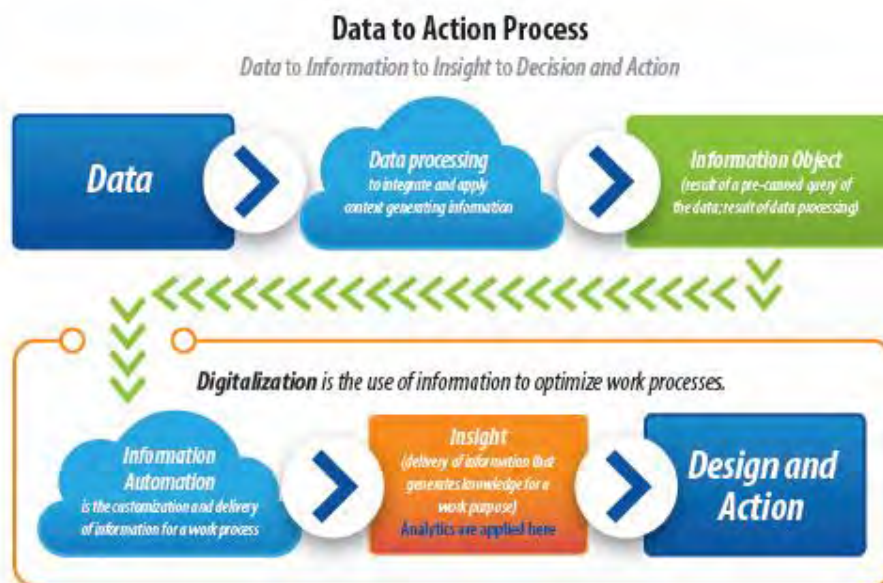 Data to Action Process
Data to Information to Insight to Decision and Action
Data
Data processing
to integrate and apply
context generating information
Information Object
(result of a pre-canned query of
the data; result of data processing)
Digitalization is the use of information to optimize work processes.
Information
Automation
is the customization and delivery
of information for a work process
Insight
(delivery of information that
generates knowledge for a
work purpose)
Analytics are applied here
Design and
Action